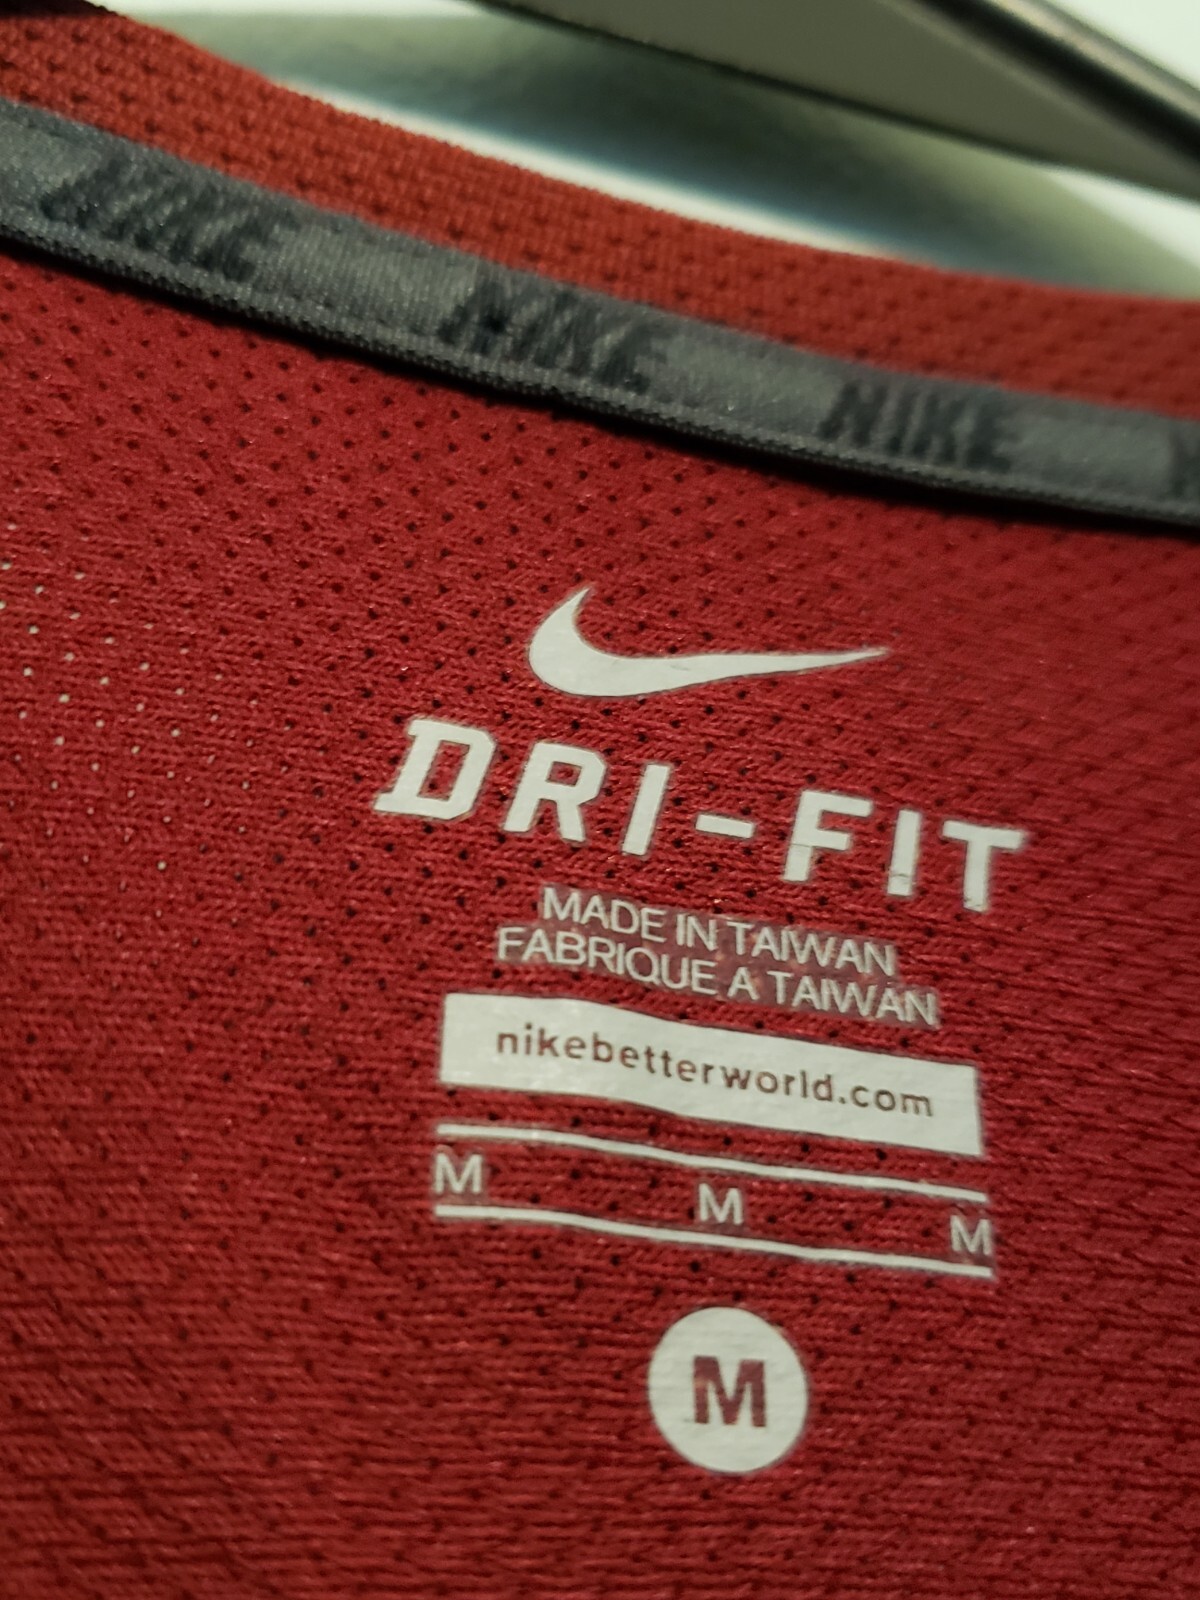 NIKE NIKE NIKE
DRI-FIT
MADE IN TAIWAN
FABRIQUE A TAIWAN
nikebetterworld.com
M M M
M